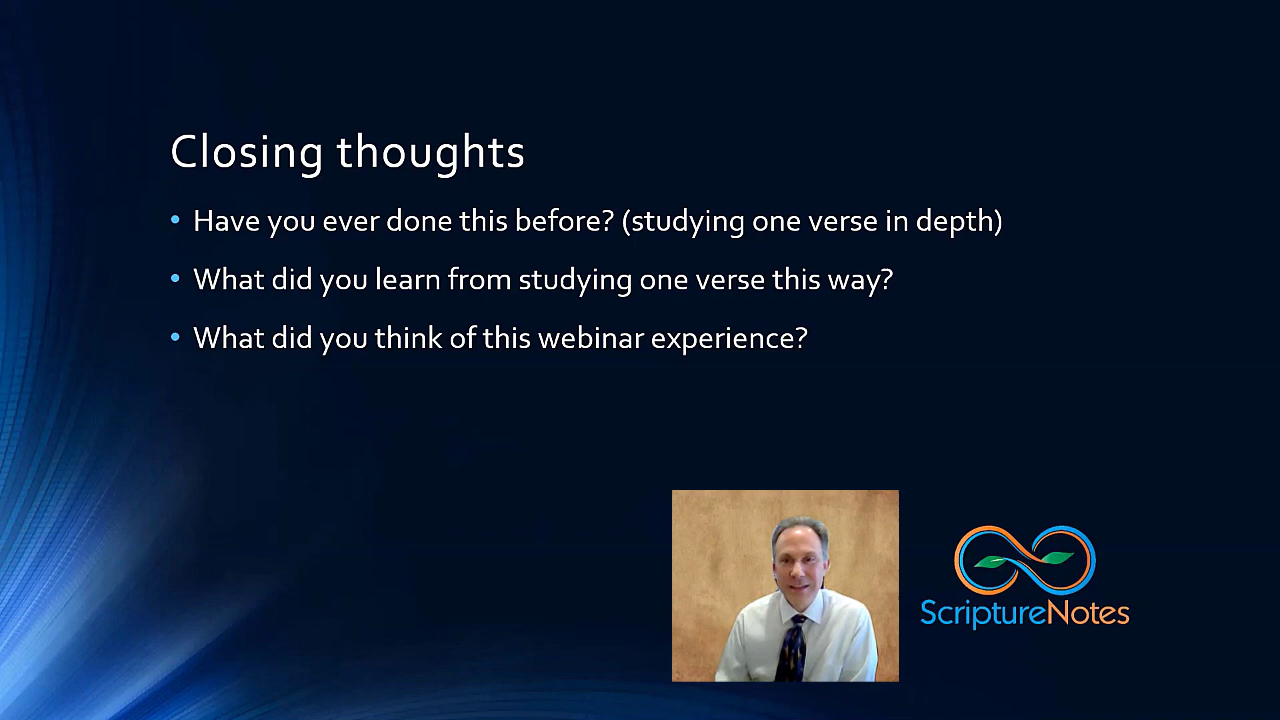 Closing thoughts
• Have you ever done this before? (studying one verse in depth)
• What did you learn from studying one verse this way?
• What did you think of this webinar experience?
ScriptureNotes